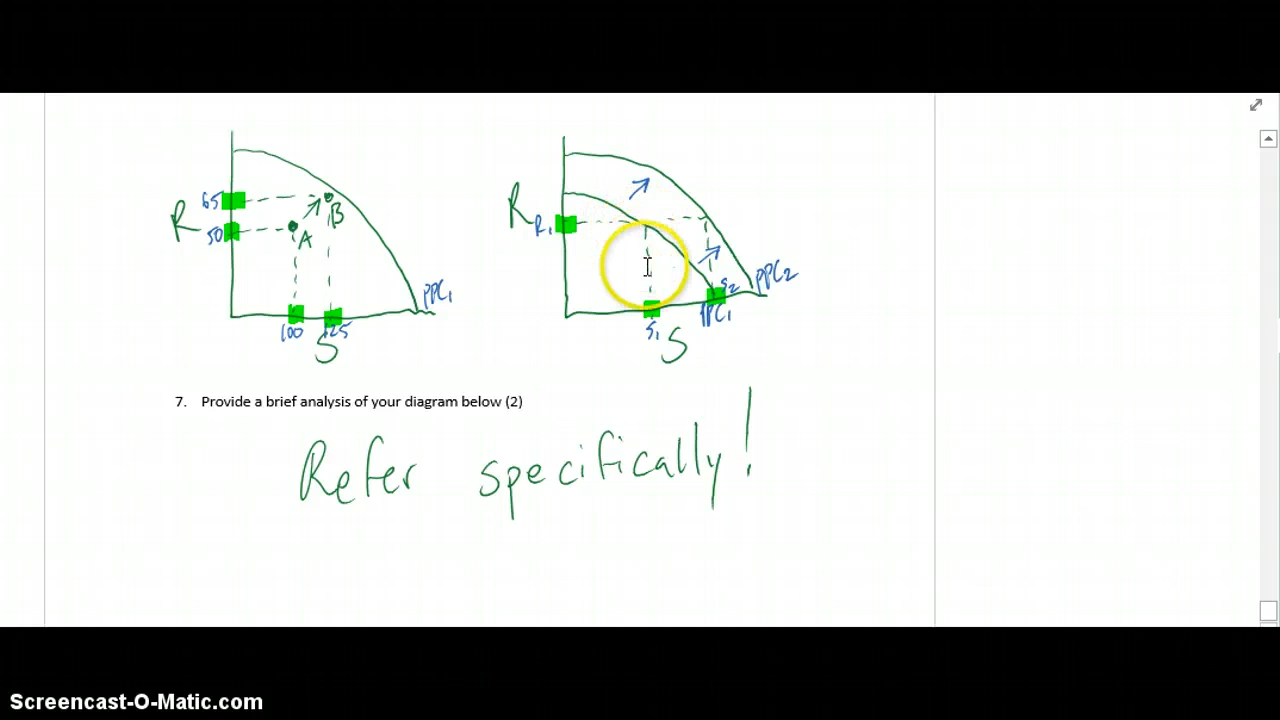 65
50
R
A
B
PPC1
100
125
S
R
R1
PPC2
S2
PPC1
S1
S
7. Provide a brief analysis of your diagram below (2)
Refer specifically!
Screencast-O-Matic.com